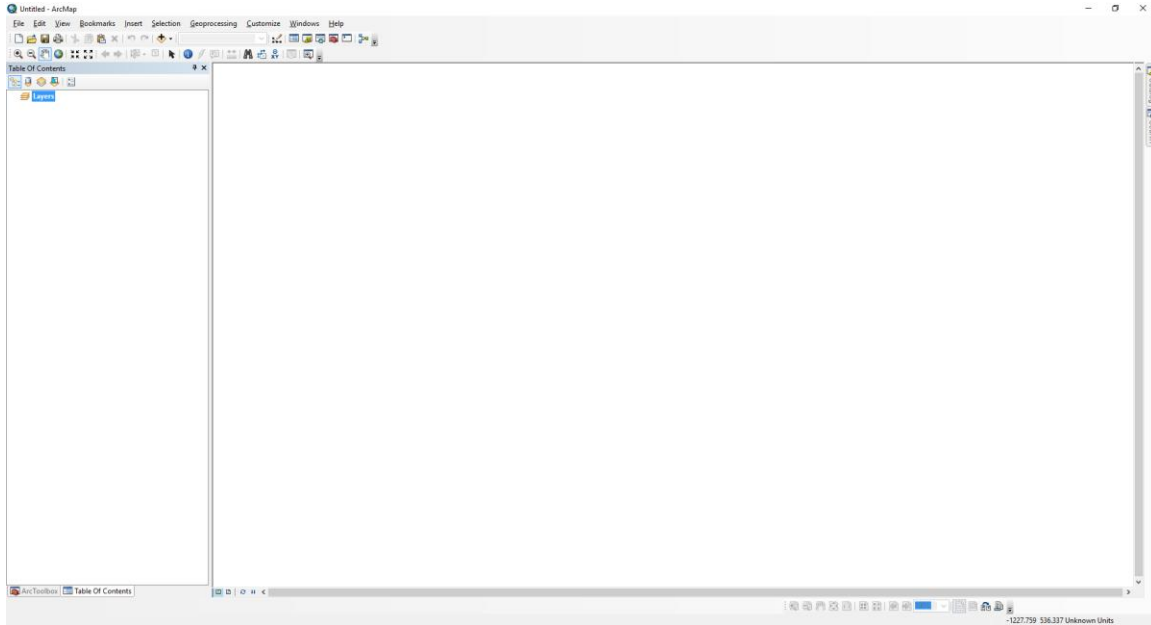 Untitled - ArcMap
File Edit View Bookmarks Insert Selection Geoprocessing Customize Windows Help
Table Of Contents
Layers
ArcToolbox Table Of Contents
-1227.759 536.337 Unknown Units